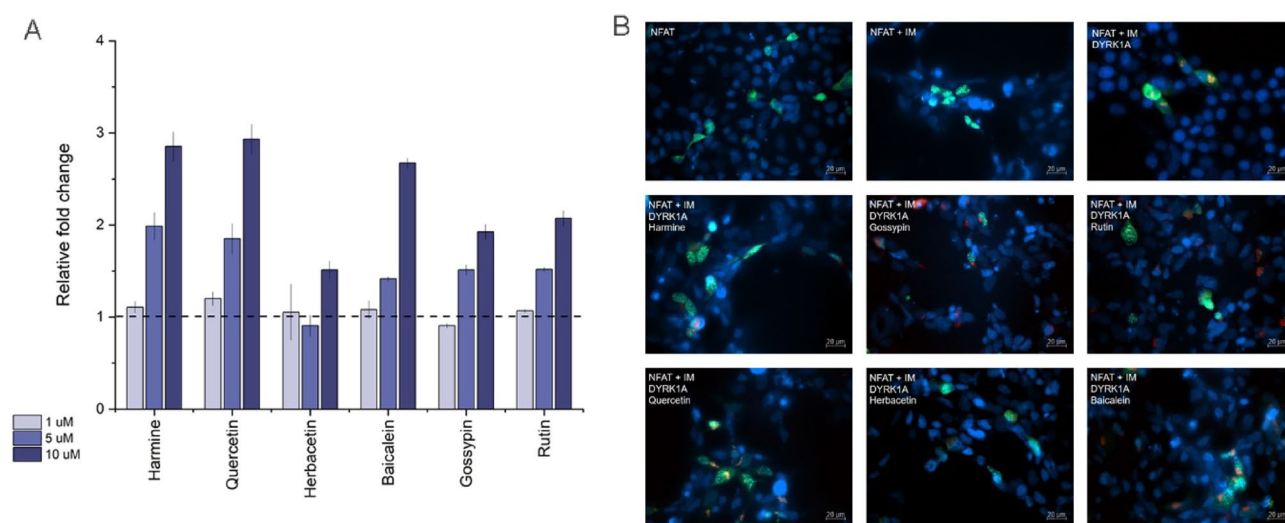 A
Relative fold change
4
3
2
1
0
Harmine
Quercetin
Herbacetin
Baicalein
Gossypin
Rutin
1 uM
5 uM
10 uM
B
NFAT
20 µm
NFAT + IM
20 µm
NFAT + IM
DYRK1A
20 µm
NFAT + IM
DYRK1A
Harmine
20 µm
NFAT + IM
DYRK1A
Gossypin
20 µm
NFAT + IM
DYRK1A
Rutin
20 µm
NFAT + IM
DYRK1A
Quercetin
20 µm
NFAT + IM
DYRK1A
Herbacetin
20 µm
NFAT + IM
DYRK1A
Baicalein
20 µm